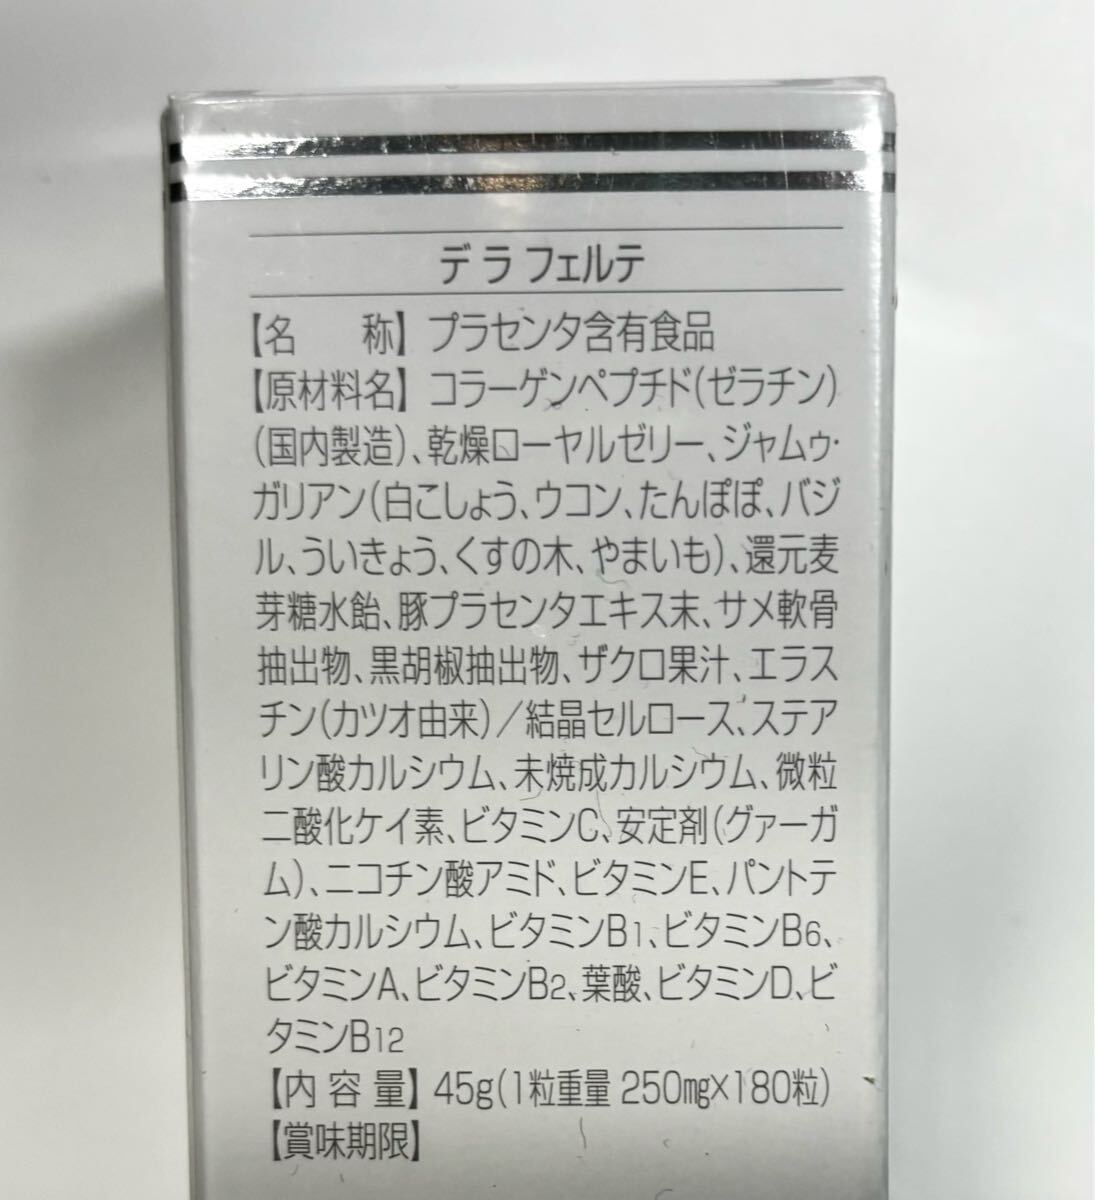 デラフェルテ
【名　称】プラセンタ含有食品
【原材料名】コラーゲンペプチド(ゼラチン)
(国内製造)、乾燥ローヤルゼリー、ジャムゥ・
ガリアン(白こしょう、ウコン、たんぽぽ、バジ
ル、ういきょう、くすの木、やまいも)、還元麦
芽糖水飴、豚プラセンタエキス末、サメ軟骨
抽出物、黒胡椒抽出物、ザクロ果汁、エラス
チン(カツオ由来)/結晶セルロース、ステア
リン酸カルシウム、未焼成カルシウム、微粒
二酸化ケイ素、ビタミンC、安定剤(グァーガ
ム)、ニコチン酸アミド、ビタミンE、パントテ
ン酸カルシウム、ビタミンB1、ビタミンB6、
ビタミンA、ビタミンB2、葉酸、ビタミンD、ビ
タミンB12
【内容量】45g(1粒重量 250mg×180粒)
【賞味期限】